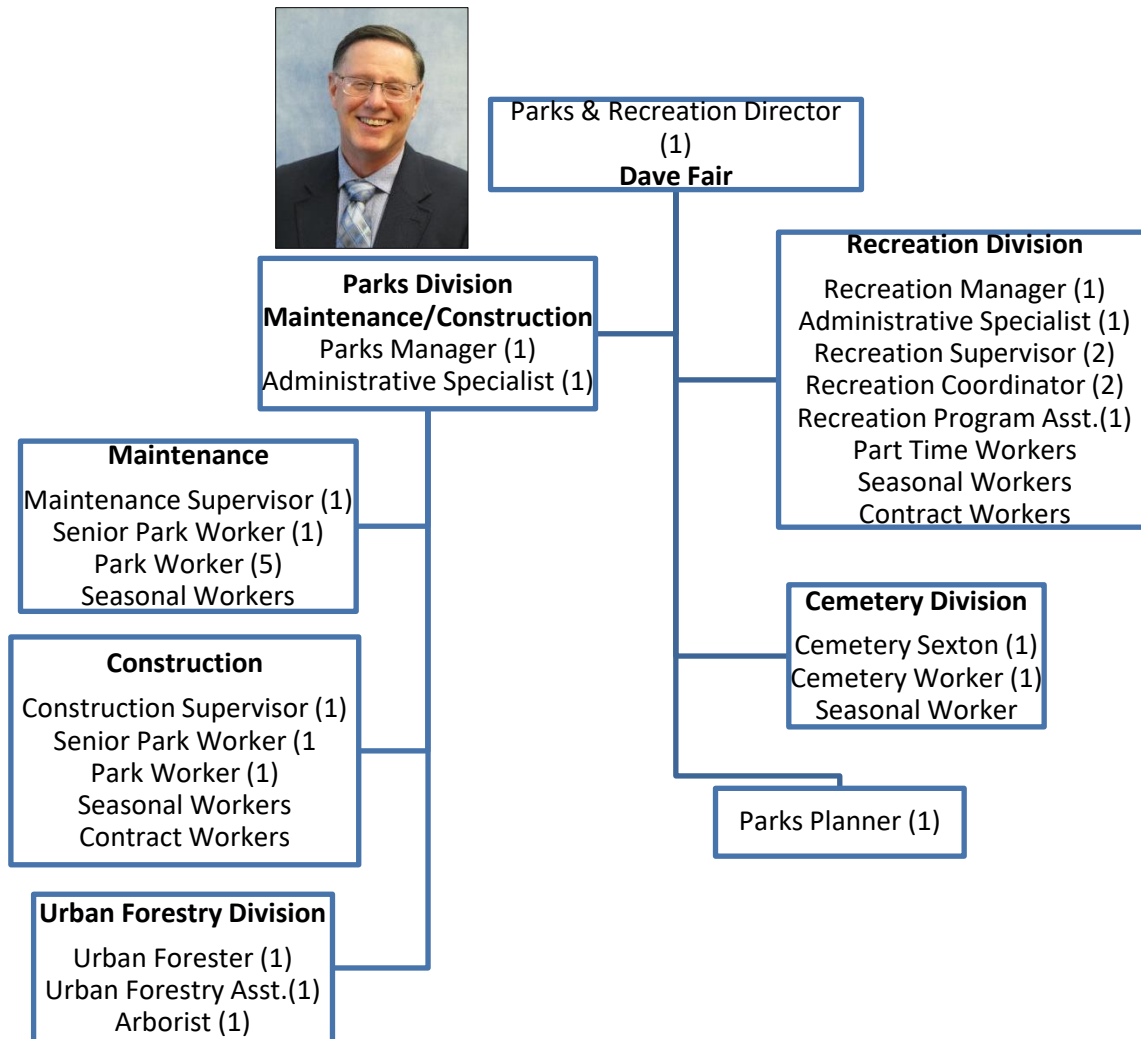 Parks & Recreation Director
(1)
Dave Fair
Parks Division
Maintenance/Construction
Parks Manager (1)
Administrative Specialist (1)
Maintenance
Maintenance Supervisor (1)
Senior Park Worker (1)
Park Worker (5)
Seasonal Workers
Construction
Construction Supervisor (1)
Senior Park Worker (1
Park Worker (1)
Seasonal Workers
Contract Workers
Urban Forestry Division
Urban Forester (1)
Urban Forestry Asst.(1)
Arborist (1)
Recreation Division
Recreation Manager (1)
Administrative Specialist (1)
Recreation Supervisor (2)
Recreation Coordinator (2)
Recreation Program Asst.(1)
Part Time Workers
Seasonal Workers
Contract Workers
Cemetery Division
Cemetery Sexton (1)
Cemetery Worker (1)
Seasonal Worker
Parks Planner (1)